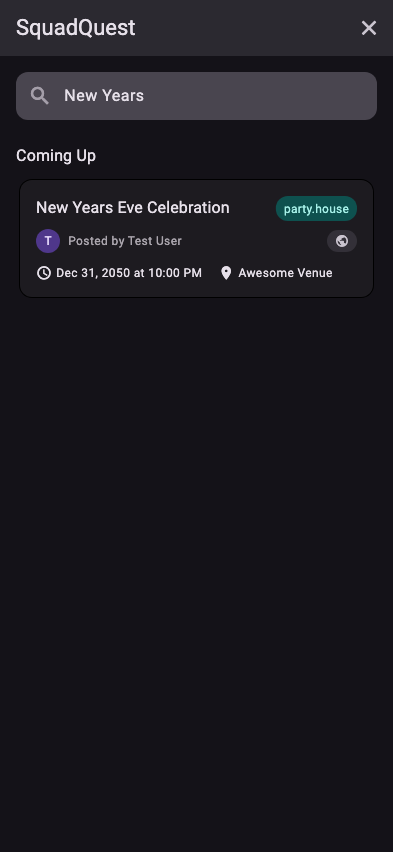 SquadQuest
New Years
Coming Up
New Years Eve Celebration
party.house
T
Posted by Test User
Dec 31, 2050 at 10:00 PM
Awesome Venue